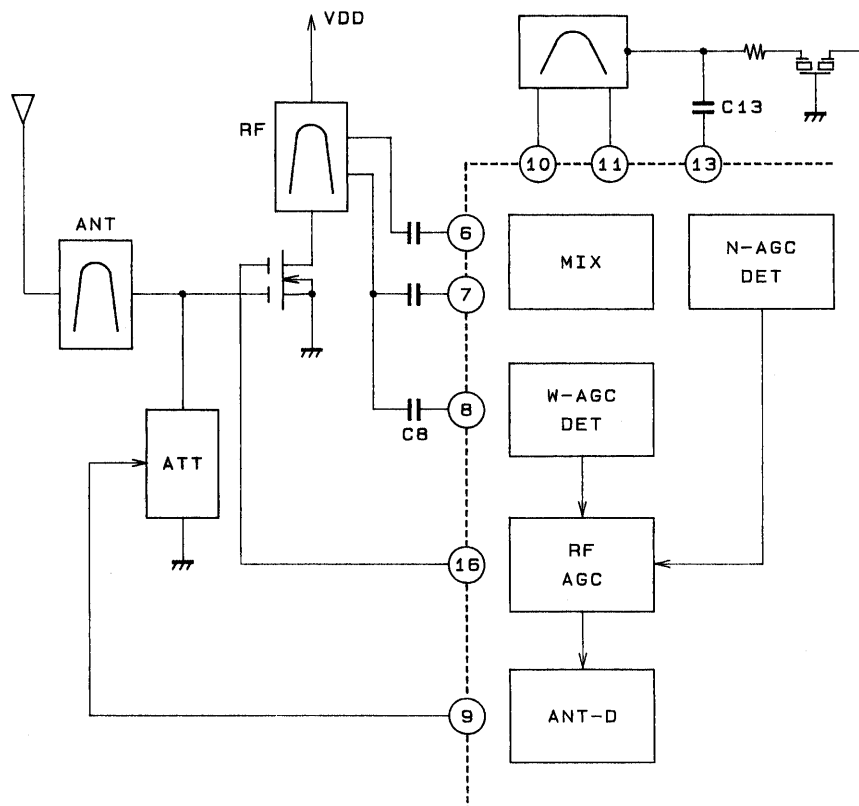 VDD
RF
C13
10
11
13
ANT
6
MIX
N-AGC
DET
7
8
C8
W-AGC
DET
ATT
16
RF
AGC
9
ANT-D